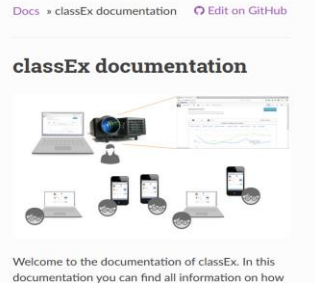 Docs » classEx documentation Edit on GitHub
classEx documentation
Welcome to the documentation of classEx. In this
documentation you can find all information on how